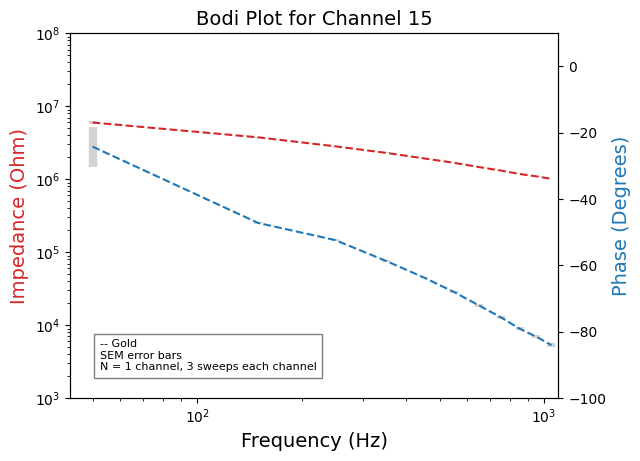 Bodi Plot for Channel 15
Impedance (Ohm)
10^8
10^7
10^6
10^5
10^4
10^3
-- Gold
SEM error bars
N = 1 channel, 3 sweeps each channel
0
−20
−40
−60
−80
−100
Phase (Degrees)
10^2
10^3
Frequency (Hz)